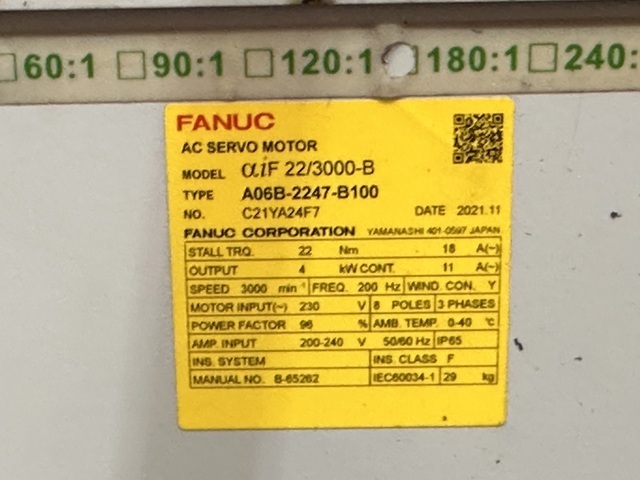 60:1 □90:1 □120:1 □180:1 □240:
FANUC
AC SERVO MOTOR
MODEL αiF 22/3000-B
TYPE A06B-2247-B100
NO. C21YA24F7 DATE 2021.11
FANUC CORPORATION YAMANASHI 401-0597 JAPAN
STALL TRQ. 22 Nm 18 A(~)
OUTPUT 4 kW CONT. 11 A(~)
SPEED 3000 min⁻¹ FREQ. 200 Hz WIND. CON. Y
MOTOR INPUT(~) 230 V 8 POLES 3 PHASES
POWER FACTOR 96 % AMB. TEMP. 0-40 ℃
AMP. INPUT 200-240 V 50/60 Hz IP65
INS. SYSTEM INS. CLASS F
MANUAL NO. B-65262 IEC60034-1 29 kg